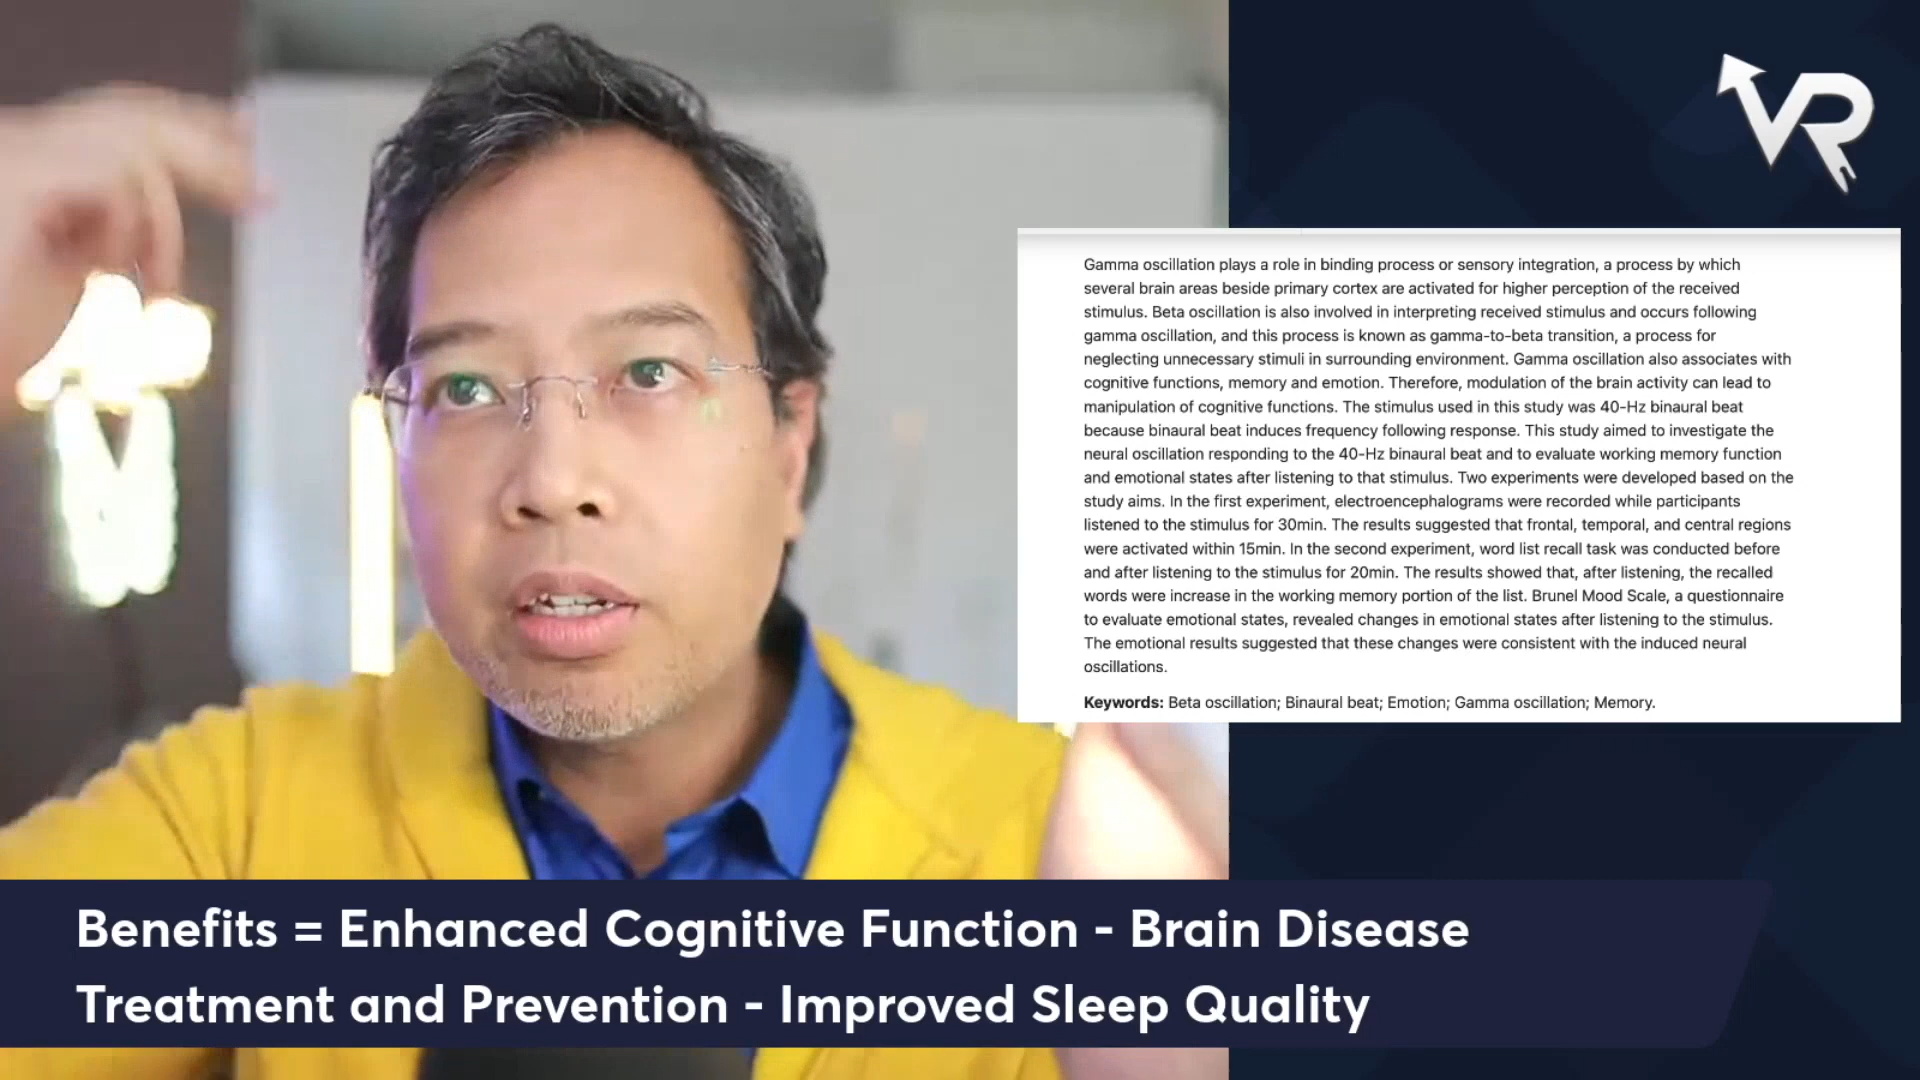 VR
Gamma oscillation plays a role in binding process or sensory integration, a process by which
several brain areas beside primary cortex are activated for higher perception of the received
stimulus. Beta oscillation is also involved in interpreting received stimulus and occurs following
gamma oscillation, and this process is known as gamma-to-beta transition, a process for
neglecting unnecessary stimuli in surrounding environment. Gamma oscillation also associates with
cognitive functions, memory and emotion. Therefore, modulation of the brain activity can lead to
manipulation of cognitive functions. The stimulus used in this study was 40-Hz binaural beat
because binaural beat induces frequency following response. This study aimed to investigate the
neural oscillation responding to the 40-Hz binaural beat and to evaluate working memory function
and emotional states after listening to that stimulus. Two experiments were developed based on the
study aims. In the first experiment, electroencephalograms were recorded while participants
listened to the stimulus for 30min. The results suggested that frontal, temporal, and central regions
were activated within 15min. In the second experiment, word list recall task was conducted before
and after listening to the stimulus for 20min. The results showed that, after listening, the recalled
words were increase in the working memory portion of the list. Brunel Mood Scale, a questionnaire
to evaluate emotional states, revealed changes in emotional states after listening to the stimulus.
The emotional results suggested that these changes were consistent with the induced neural
oscillations.
Keywords: Beta oscillation; Binaural beat; Emotion; Gamma oscillation; Memory.
Benefits = Enhanced Cognitive Function - Brain Disease
Treatment and Prevention - Improved Sleep Quality